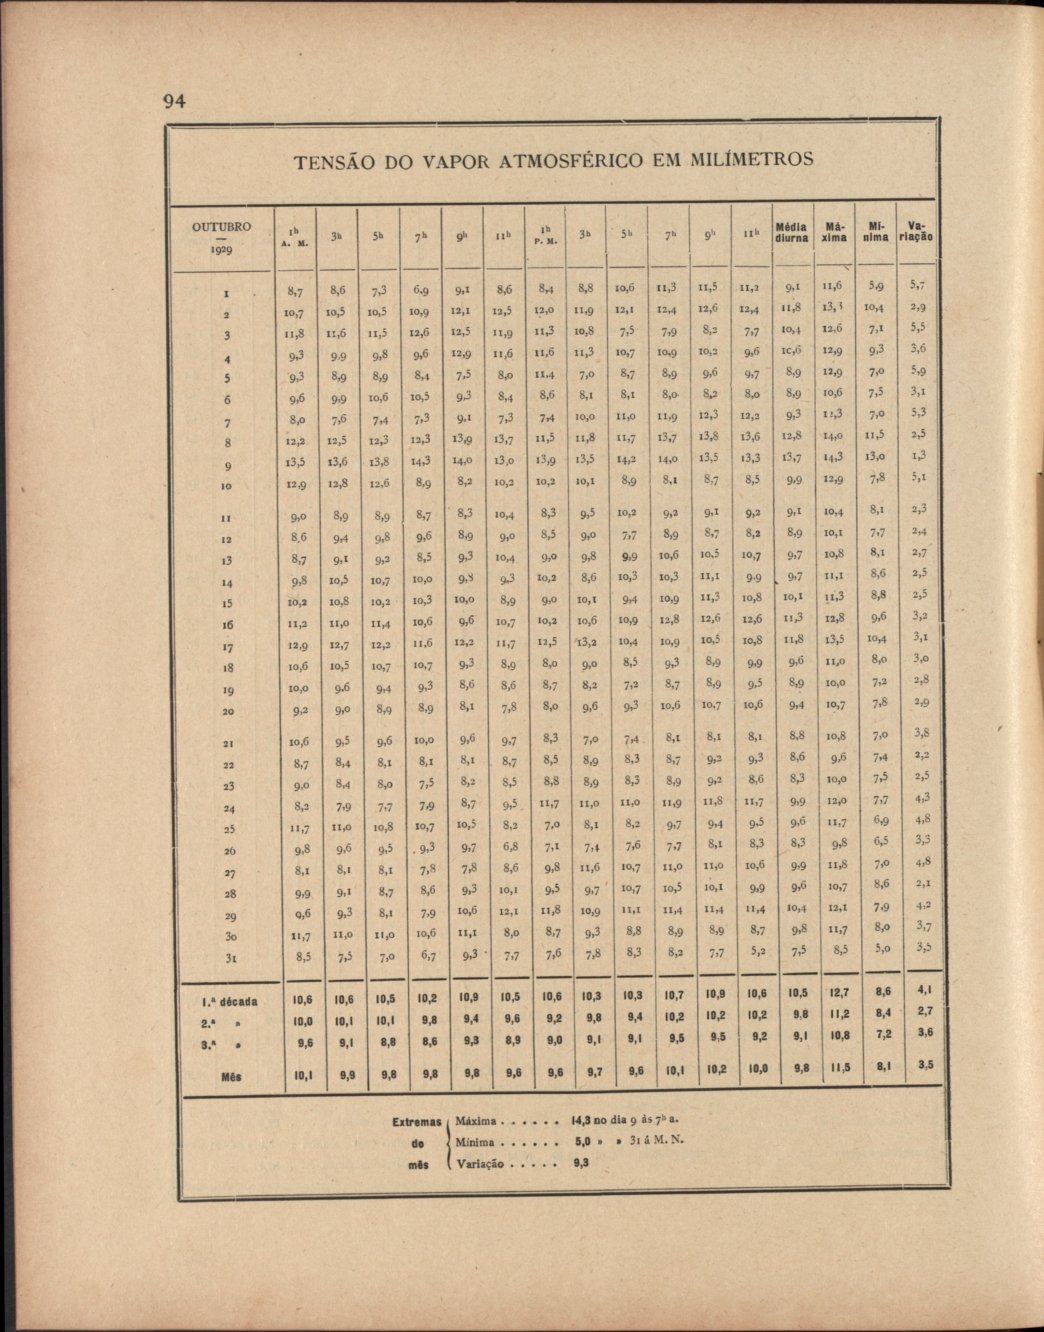 94
TENSÃO DO VAPOR ATMOSFÉRICO EM MILÍMETROS
OUTUBRO — 1929 1h A. M. 3h 5h 7h 9h 11h 1h P. M. 3h 5h 7h 9h 11h Média diurna Má-xima Mí-nima Va-riação
1 8,7 8,6 7,3 6,9 9,1 8,6 8,4 8,8 10,6 11,3 11,5 11,2 9,1 11,6 5,9 5,7
2 10,7 10,5 10,5 10,9 12,1 12,5 12,0 11,9 12,1 12,4 12,6 12,4 11,8 13,3 10,4 2,9
3 11,8 11,6 11,5 12,6 12,5 11,9 11,3 10,8 7,5 7,9 8,2 7,7 10,4 12,6 7,1 5,5
4 9,3 9,9 9,8 9,6 12,9 11,6 11,6 11,3 10,7 10,9 10,2 9,6 10,6 12,9 9,3 3,6
5 9,3 8,9 8,9 8,4 7,5 8,0 11,4 7,0 8,7 8,9 9,6 9,7 8,9 12,9 7,0 5,9
6 9,6 9,9 10,6 10,5 9,3 8,4 8,6 8,1 8,1 8,0 8,2 8,0 8,9 10,6 7,5 3,1
7 8,0 7,6 7,4 7,3 9,1 7,3 7,4 10,0 11,0 11,9 12,3 12,2 9,3 12,3 7,0 5,3
8 12,2 12,5 12,3 12,3 13,9 13,7 11,5 11,8 11,7 13,7 13,8 13,6 12,8 14,0 11,5 2,5
9 13,5 13,6 13,8 14,3 14,0 13,0 13,9 13,5 14,2 14,0 13,5 13,3 13,7 14,3 13,0 1,3
10 12,9 12,8 12,6 8,9 8,2 10,2 10,2 10,1 8,9 8,1 8,7 8,5 9,9 12,9 7,8 5,1
11 9,0 8,9 8,9 8,7 8,3 10,4 8,3 9,5 10,2 9,2 9,1 9,2 9,1 10,4 8,1 2,3
12 8,6 9,4 9,8 9,6 8,9 9,0 8,5 9,0 7,7 8,9 8,7 8,2 8,9 10,1 7,7 2,4
13 8,7 9,1 9,2 8,5 9,3 10,4 9,0 9,8 9,9 10,6 10,5 10,7 9,7 10,8 8,1 2,7
14 9,8 10,5 10,7 10,0 9,8 9,3 10,2 8,6 10,3 10,3 11,1 9,9 9,7 11,1 8,6 2,5
15 10,2 10,8 10,2 10,3 10,0 8,9 9,0 10,1 9,4 10,9 11,3 10,8 10,1 11,3 8,8 2,5
16 11,2 11,0 11,4 10,6 9,6 10,7 10,2 10,6 10,9 12,8 12,6 12,6 11,3 12,8 9,6 3,2
17 12,9 12,7 12,2 11,6 12,2 11,7 12,5 13,2 10,4 10,9 10,5 10,8 11,8 13,5 10,4 3,1
18 10,6 10,5 10,7 10,7 9,3 8,9 8,0 9,0 8,5 9,3 8,9 9,9 9,6 11,0 8,0 3,0
19 10,0 9,6 9,4 9,3 8,6 8,6 8,7 8,2 7,2 8,7 8,9 9,5 8,9 10,0 7,2 2,8
20 9,2 9,0 8,9 8,9 8,1 7,8 8,0 9,6 9,3 10,6 10,7 10,6 9,4 10,7 7,8 2,9
21 10,6 9,5 9,6 10,0 9,6 9,7 8,3 7,0 7,4 8,1 8,1 8,1 8,8 10,8 7,0 3,8
22 8,7 8,4 8,1 8,1 8,1 8,7 8,5 8,9 8,3 8,7 9,2 9,3 8,6 9,6 7,4 2,2
23 9,0 8,4 8,0 7,5 8,2 8,5 8,8 8,9 8,3 8,9 9,2 8,6 8,3 10,0 7,5 2,5
24 8,2 7,9 7,7 7,9 8,7 9,5 11,7 11,0 11,0 11,9 11,8 11,7 9,9 12,0 7,7 4,3
25 11,7 11,0 10,8 10,7 10,5 8,2 7,0 8,1 8,2 9,7 9,4 9,5 9,6 11,7 6,9 4,8
26 9,8 9,6 9,5 9,3 9,7 6,8 7,1 7,4 7,6 7,7 8,1 8,3 8,3 9,8 6,5 3,3
27 8,1 8,1 8,1 7,8 7,8 8,6 9,8 11,6 10,7 11,0 11,0 10,6 9,9 11,8 7,0 4,8
28 9,9 9,1 8,7 8,6 9,3 10,1 9,5 9,7 10,7 10,5 10,1 9,9 9,6 10,7 8,6 2,1
29 9,6 9,3 8,1 7,9 10,6 12,1 11,8 10,9 11,1 11,4 11,4 11,4 10,4 12,1 7,9 4,2
30 11,7 11,0 11,0 10,6 11,1 8,0 8,7 9,3 8,8 8,9 8,9 8,7 9,8 11,7 8,0 3,7
31 8,5 7,5 7,0 6,7 9,3 7,7 7,6 7,8 8,3 8,2 7,7 5,2 7,5 8,5 5,0 3,5
1.ª década 10,6 10,6 10,5 10,2 10,9 10,5 10,6 10,3 10,3 10,7 10,9 10,6 10,5 12,7 8,6 4,1
2.ª » 10,0 10,1 10,1 9,8 9,4 9,6 9,2 9,8 9,4 10,2 10,2 10,2 9,8 11,2 8,4 2,7
3.ª » 9,6 9,1 8,8 8,6 9,3 8,9 9,0 9,1 9,1 9,5 9,5 9,2 9,1 10,8 7,2 3,6
Mês 10,1 9,9 9,8 9,8 9,8 9,6 9,6 9,7 9,6 10,1 10,2 10,0 9,8 11,5 8,1 3,5
Extremas Máxima . . . . . . 14,3 no dia 9 às 7h a.
do Mínima . . . . . . 5,0 » » 31 á M. N.
mês Variação . . . . . 9,3